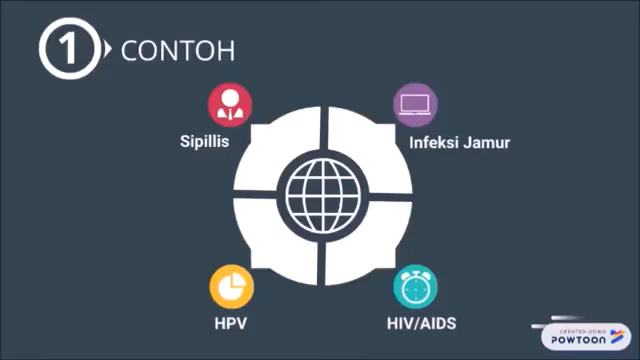 1 CONTOH
Sipillis
Infeksi Jamur
HPV
HIV/AIDS
CREATED USING
POWTOON